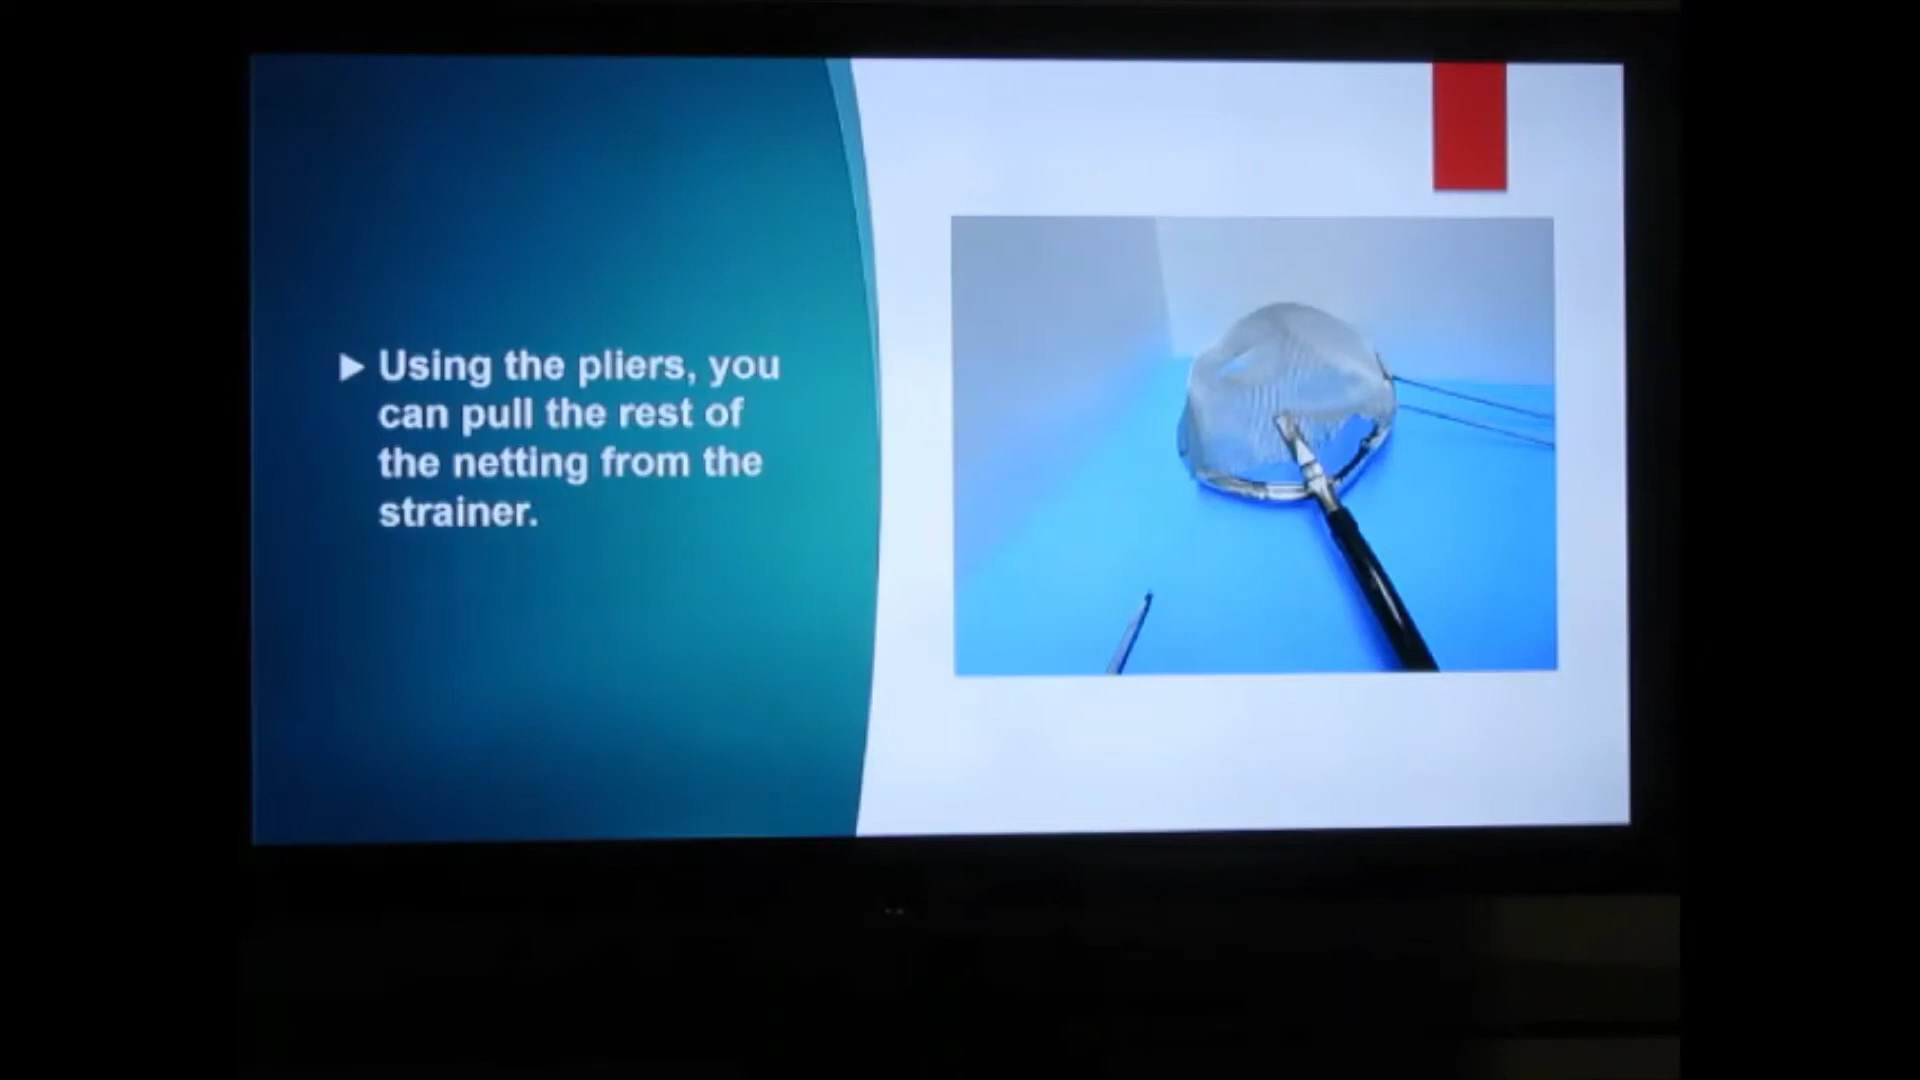 Using the pliers, you
can pull the rest of
the netting from the
strainer.